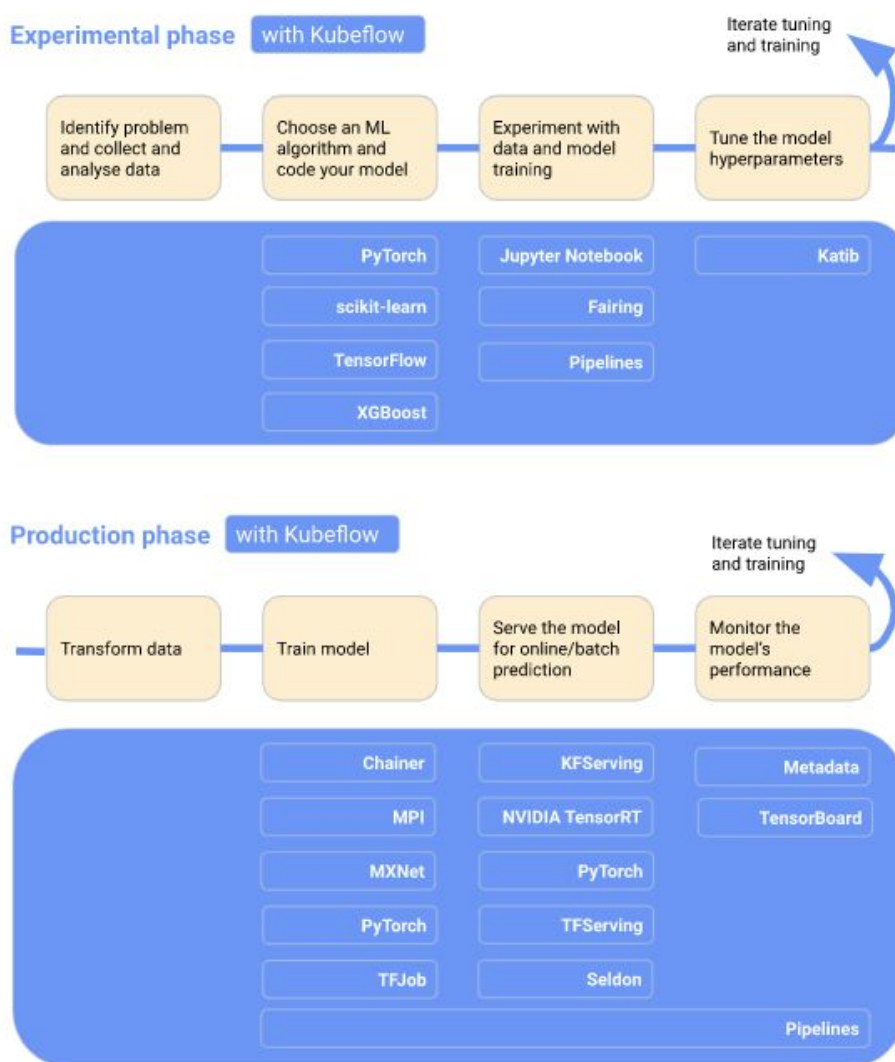 Experimental phase with Kubeflow
Iterate tuning
and training
Identify problem
and collect and
analyse data
Choose an ML
algorithm and
code your model
Experiment with
data and model
training
Tune the model
hyperparameters
PyTorch
scikit-learn
TensorFlow
XGBoost
Jupyter Notebook
Fairing
Pipelines
Katib
Production phase with Kubeflow
Iterate tuning
and training
Transform data
Train model
Serve the model
for online/batch
prediction
Monitor the
model's
performance
Chainer
MPI
MXNet
PyTorch
TFJob
KFServing
NVIDIA TensorRT
PyTorch
TFServing
Seldon
Metadata
TensorBoard
Pipelines